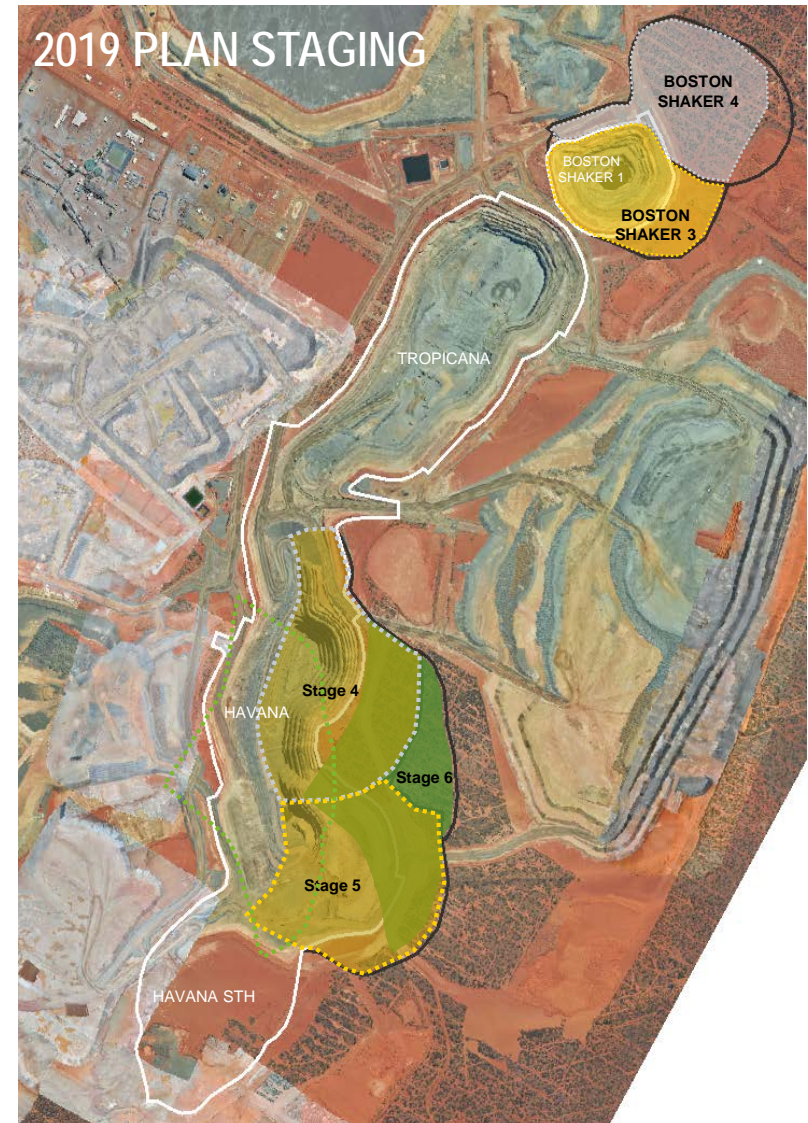 2019 PLAN STAGING
BOSTON
SHAKER 4
BOSTON
SHAKER 1
BOSTON
SHAKER 3
TROPICANA
Stage 4
HAVANA
Stage 6
Stage 5
HAVANA STH